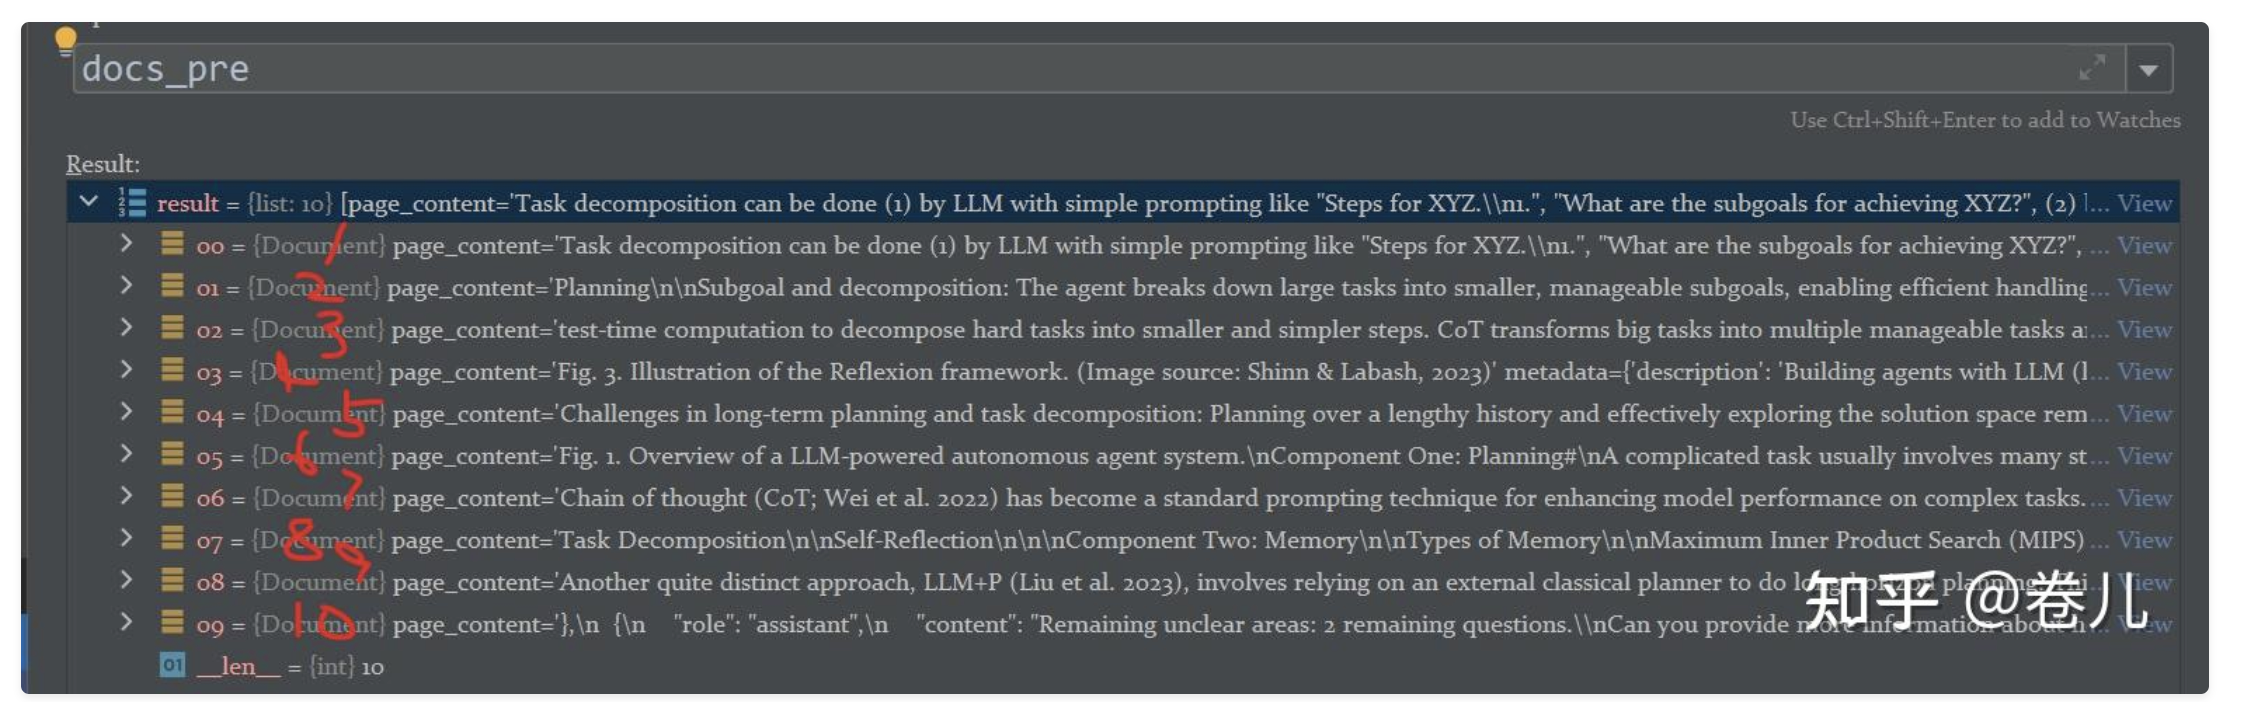 docs_pre
Use Ctrl+Shift+Enter to add to Watches
Result:
result = {list: 10} [page_content='Task decomposition can be done (1) by LLM with simple prompting like "Steps for XYZ.\\n1.", "What are the subgoals for achieving XYZ?", (2) ... View
00 = {Document} page_content='Task decomposition can be done (1) by LLM with simple prompting like "Steps for XYZ.\\n1.", "What are the subgoals for achieving XYZ?", ... View
1
01 = {Document} page_content='Planning\n\nSubgoal and decomposition: The agent breaks down large tasks into smaller, manageable subgoals, enabling efficient handling... View
2
02 = {Document} page_content='test-time computation to decompose hard tasks into smaller and simpler steps. CoT transforms big tasks into multiple manageable tasks ... View
3
03 = {Document} page_content='Fig. 3. Illustration of the Reflexion framework. (Image source: Shinn & Labash, 2023)' metadata={'description': 'Building agents with LLM (l... View
4
04 = {Document} page_content='Challenges in long-term planning and task decomposition: Planning over a lengthy history and effectively exploring the solution space rem... View
5
05 = {Document} page_content='Fig. 1. Overview of a LLM-powered autonomous agent system.\nComponent One: Planning#\nA complicated task usually involves many st... View
6
06 = {Document} page_content='Chain of thought (CoT; Wei et al. 2022) has become a standard prompting technique for enhancing model performance on complex tasks.... View
7
07 = {Document} page_content='Task Decomposition\n\nSelf-Reflection\n\n\nComponent Two: Memory\n\nTypes of Memory\n\nMaximum Inner Product Search (MIPS) ... View
8
08 = {Document} page_content='Another quite distinct approach, LLM+P (Liu et al. 2023), involves relying on an external classical planner to do long-horizon planning. Thi... View
9
09 = {Document} page_content='},\n {\n "role": "assistant",\n "content": "Remaining unclear areas: 2 remaining questions.\\nCan you provide more information about ... View
10
__len__ = {int} 10
知乎 @卷儿